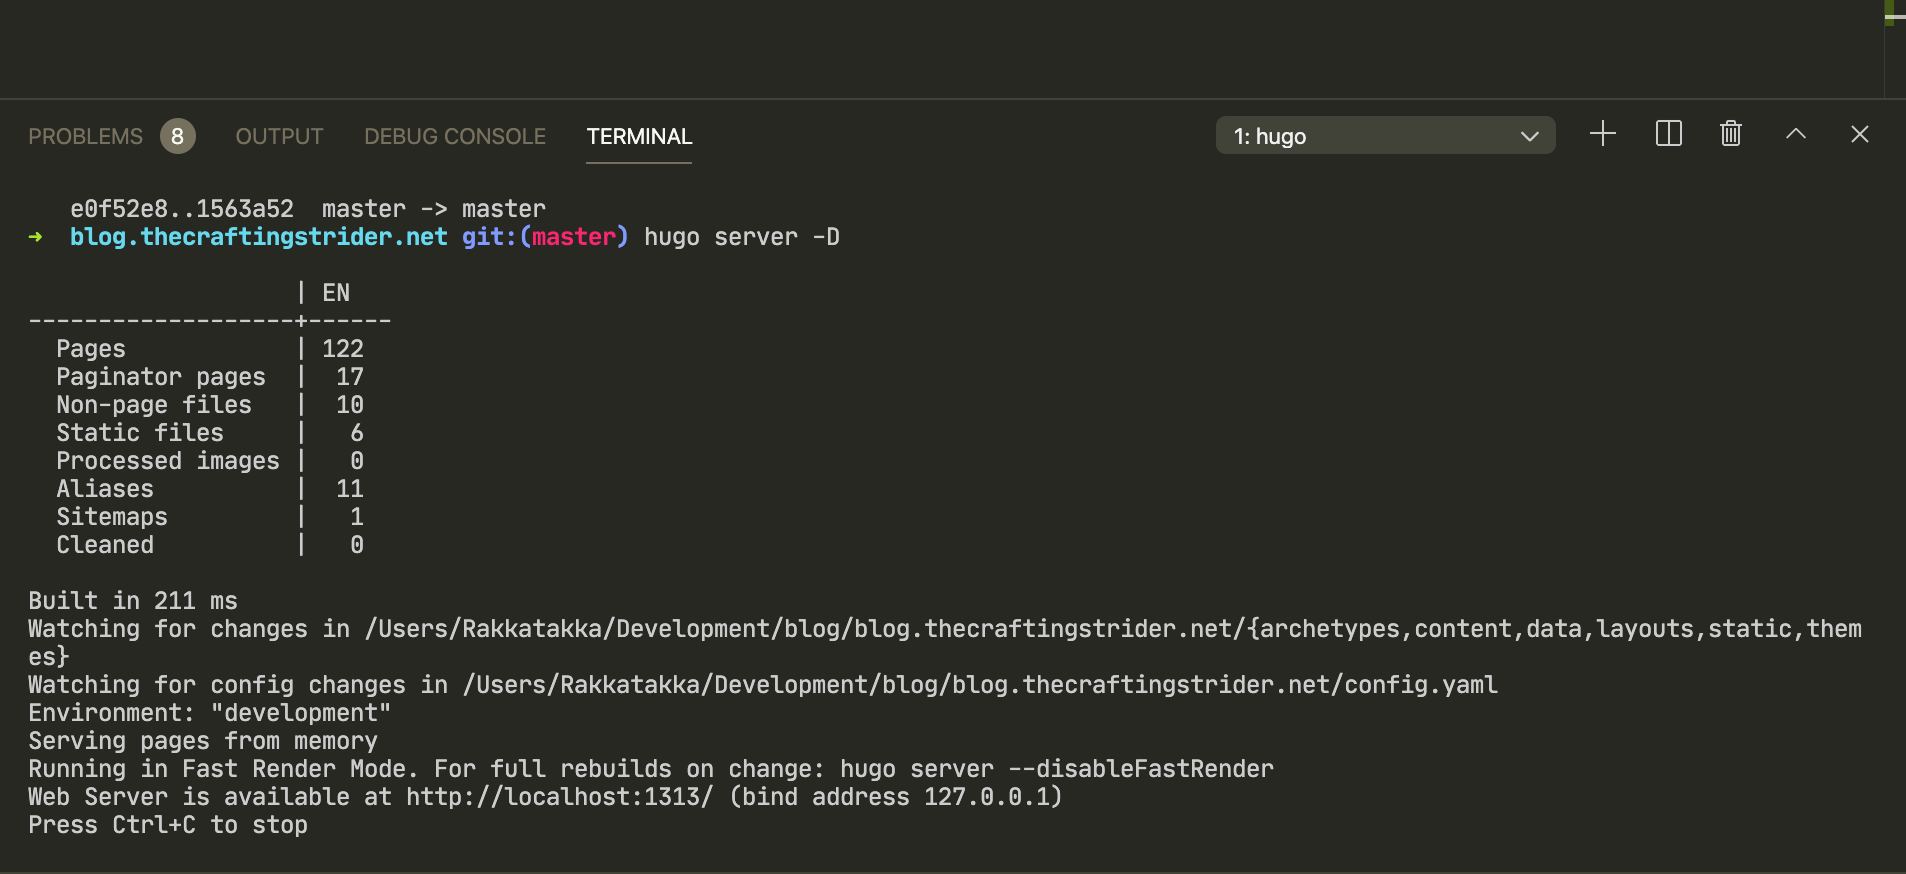 PROBLEMS 8 OUTPUT DEBUG CONSOLE TERMINAL 1: hugo
e0f52e8..1563a52  master -> master
➜  blog.thecraftingstrider.net git:(master) hugo server -D
                   | EN
-------------------+------
  Pages            | 122
  Paginator pages  |  17
  Non-page files   |  10
  Static files     |   6
  Processed images |   0
  Aliases          |  11
  Sitemaps         |   1
  Cleaned          |   0
Built in 211 ms
Watching for changes in /Users/Rakkatakka/Development/blog/blog.thecraftingstrider.net/{archetypes,content,data,layouts,static,them
es}
Watching for config changes in /Users/Rakkatakka/Development/blog/blog.thecraftingstrider.net/config.yaml
Environment: "development"
Serving pages from memory
Running in Fast Render Mode. For full rebuilds on change: hugo server --disableFastRender
Web Server is available at http://localhost:1313/ (bind address 127.0.0.1)
Press Ctrl+C to stop